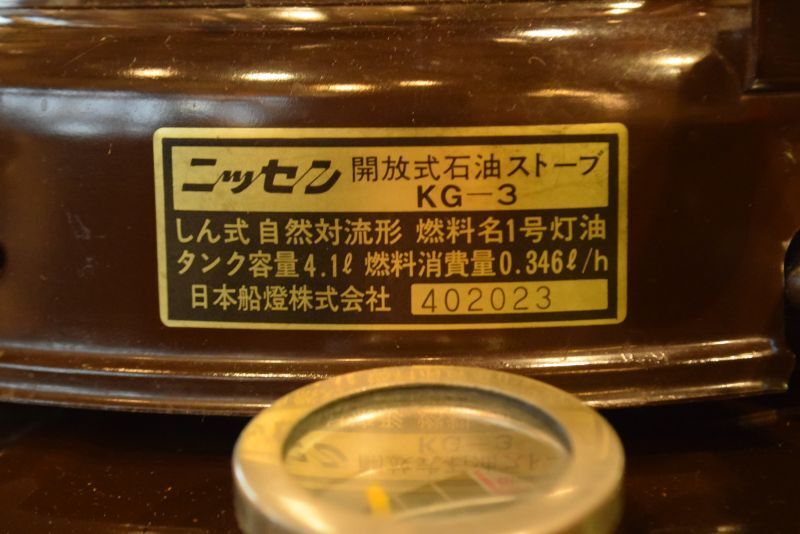 ニッセン 開放式石油ストーブ
KG-3
しん式 自然対流形 燃料名1号灯油
タンク容量4.1ℓ 燃料消費量0.346ℓ/h
日本船燈株式会社 402023
KG-3